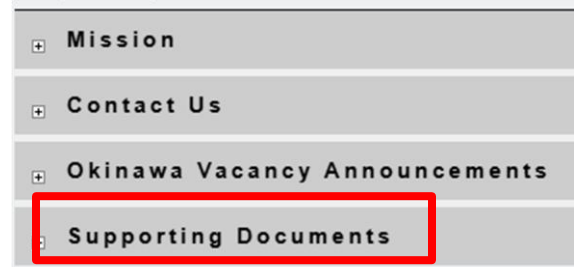 Mission
Contact Us
Okinawa Vacancy Announcements
Supporting Documents